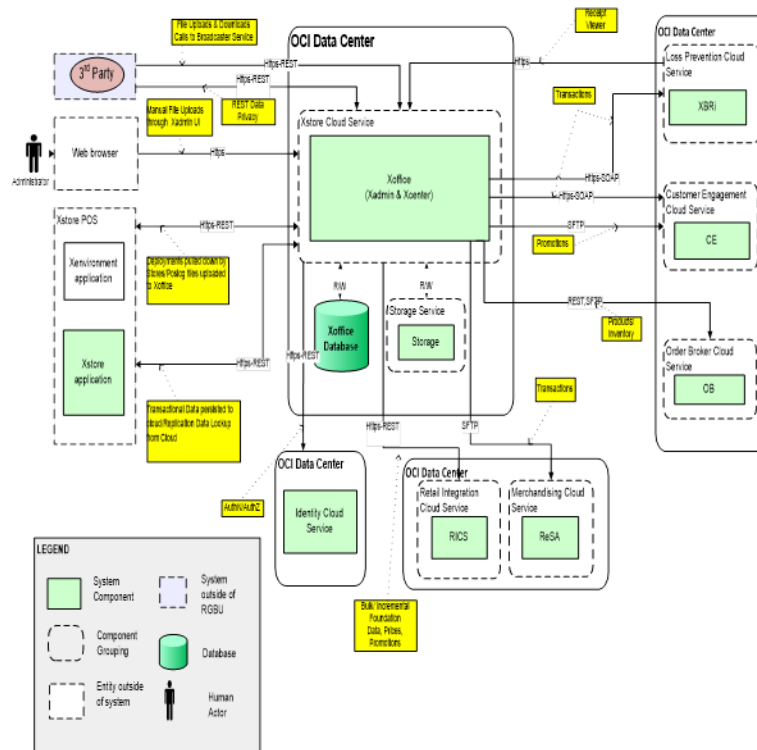 File Uploads & Downloads
Calls to Broadcaster Service
OCI Data Center
Receipt
Viewer
OCI Data Center
3rd Party
Https-REST
Https-REST
REST Data
Privacy
Https
Loss Prevention Cloud
Service
XBRi
Transactions
Manual File Uploads
through Xadmin UI
Xstore Cloud Service
Xoffice
(Xadmin & Xcenter)
Web browser
Https
Administrator
Https-SOAP
Https-SOAP
Customer Engagement
Cloud Service
CE
SFTP
Promotions
Xstore POS
Https-REST
Xenvironment
application
Deployments pulled down by
Stores/Poslog files uploaded
to Xoffice
R/W
R/W
Xoffice
Database
Storage Service
Storage
REST,SFTP
Products/
Inventory
Order Broker Cloud
Service
OB
Https-REST
Xstore
application
Https-REST
Transactional Data persisted to
cloud/Replication Data Lookup
from Cloud
Transactions
Https-REST
SFTP
OCI Data Center
Identity Cloud
Service
AuthN/AuthZ
OCI Data Center
Retail Integration
Cloud Service
RICS
Merchandising Cloud
Service
ReSA
Bulk/ Incremental
Foundation
Data, Prices,
Promotions
LEGEND
System
Component
System
outside of
RGBU
Component
Grouping
Database
Entity outside
of system
Human
Actor